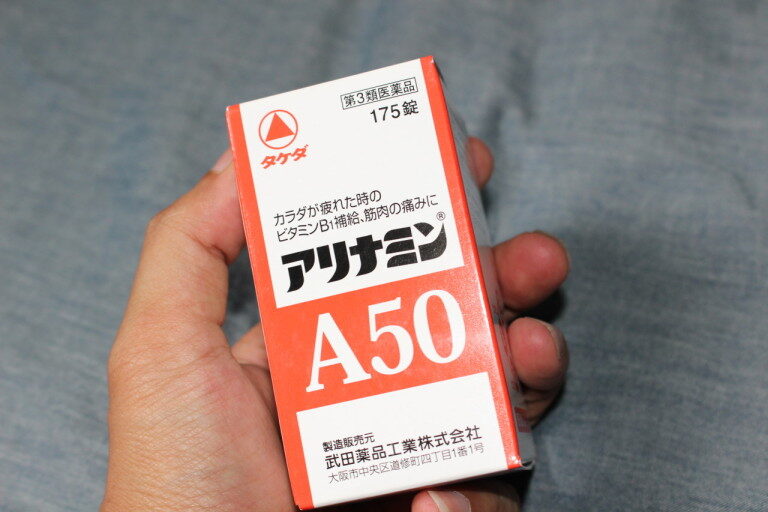 第3類医薬品
175錠
タケダ
カラダが疲れた時の
ビタミンB1補給、筋肉の痛みに
アリナミン®
A50
製造販売元
武田薬品工業株式会社
大阪市中央区道修町四丁目1番1号